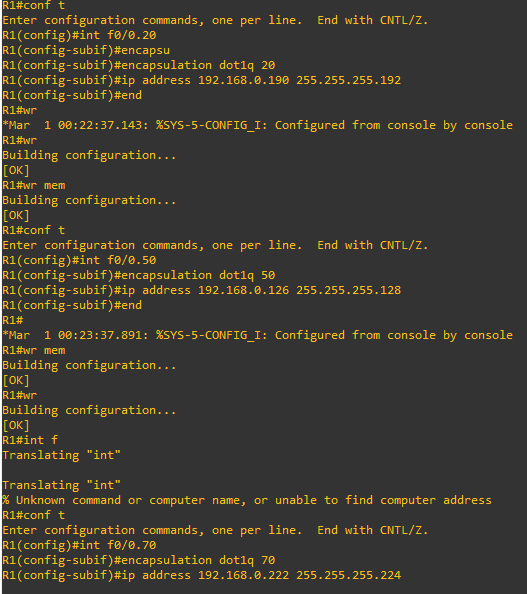 R1#conf t
Enter configuration commands, one per line.  End with CNTL/Z.
R1(config)#int f0/0.20
R1(config-subif)#encapsu
R1(config-subif)#encapsulation dot1q 20
R1(config-subif)#ip address 192.168.0.190 255.255.255.192
R1(config-subif)#end
R1#wr
*Mar  1 00:22:37.143: %SYS-5-CONFIG_I: Configured from console by console
R1#wr
Building configuration...
[OK]
R1#wr mem
Building configuration...
[OK]
R1#conf t
Enter configuration commands, one per line.  End with CNTL/Z.
R1(config)#int f0/0.50
R1(config-subif)#encapsulation dot1q 50
R1(config-subif)#ip address 192.168.0.126 255.255.255.128
R1(config-subif)#end
R1#
*Mar  1 00:23:37.891: %SYS-5-CONFIG_I: Configured from console by console
R1#wr mem
Building configuration...
[OK]
R1#wr
Building configuration...
[OK]
R1#int f
Translating "int"

Translating "int"
% Unknown command or computer name, or unable to find computer address
R1#conf t
Enter configuration commands, one per line.  End with CNTL/Z.
R1(config)#int f0/0.70
R1(config-subif)#encapsulation dot1q 70
R1(config-subif)#ip address 192.168.0.222 255.255.255.224